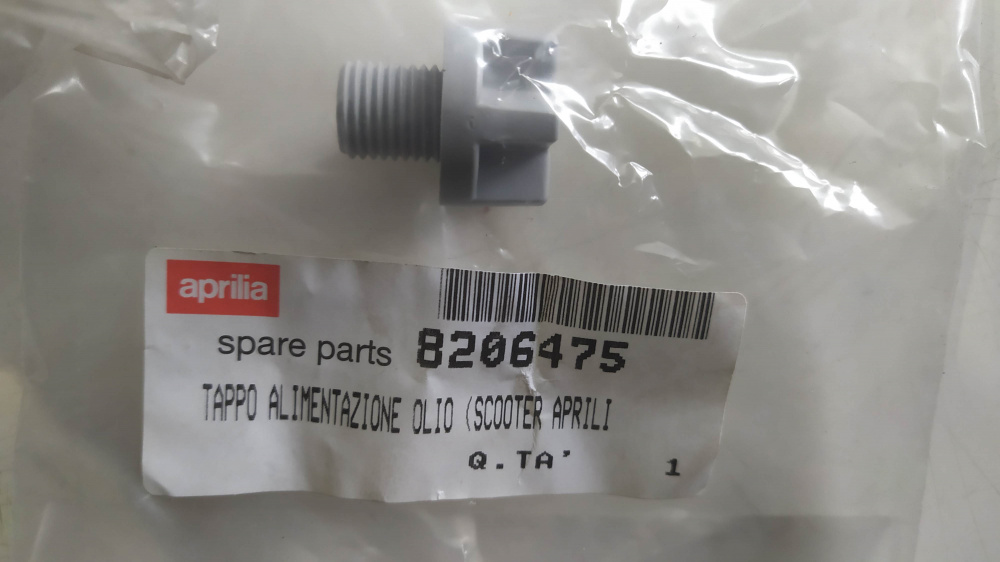 aprilia
spare parts 8206475
TAPPO ALIMENTAZIONE OLIO (SCOOTER APRILI
Q.TA' 1